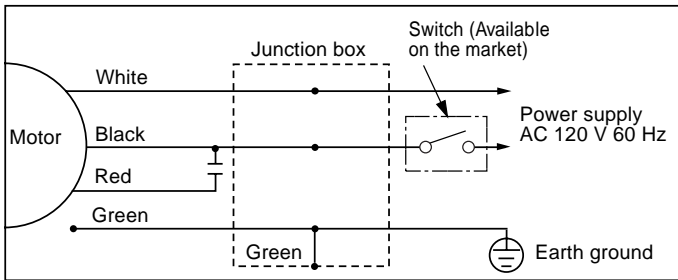 Switch (Available
on the market)
Junction box
White
Power supply
AC 120 V 60 Hz
Motor
Black
Red
Green
Green
Earth ground